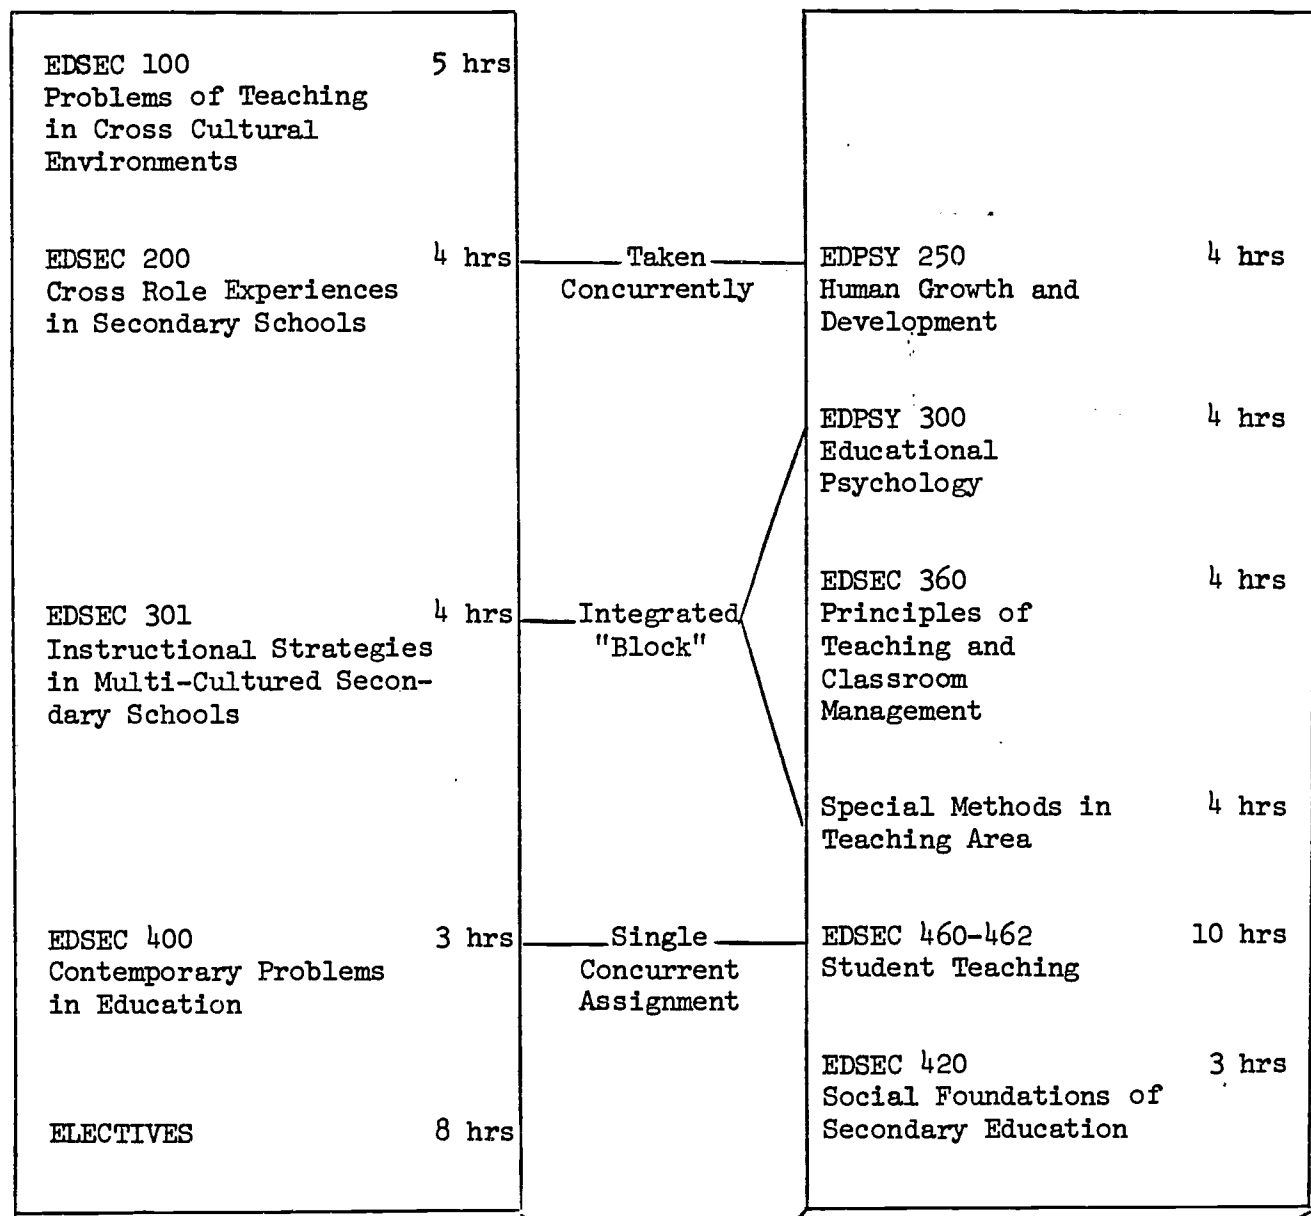 EDSEC 100 5 hrs
Problems of Teaching
in Cross Cultural
Environments
EDSEC 200 4 hrs
Cross Role Experiences
in Secondary Schools
EDSEC 301 4 hrs
Instructional Strategies
in Multi-Cultured Secon-
dary Schools
EDSEC 400 3 hrs
Contemporary Problems
in Education
ELECTIVES 8 hrs
Taken
Concurrently
Integrated
"Block"
Single
Concurrent
Assignment
EDPSY 250 4 hrs
Human Growth and
Development
EDPSY 300 4 hrs
Educational
Psychology
EDSEC 360 4 hrs
Principles of
Teaching and
Classroom
Management
Special Methods in 4 hrs
Teaching Area
EDSEC 460-462 10 hrs
Student Teaching
EDSEC 420 3 hrs
Social Foundations of
Secondary Education